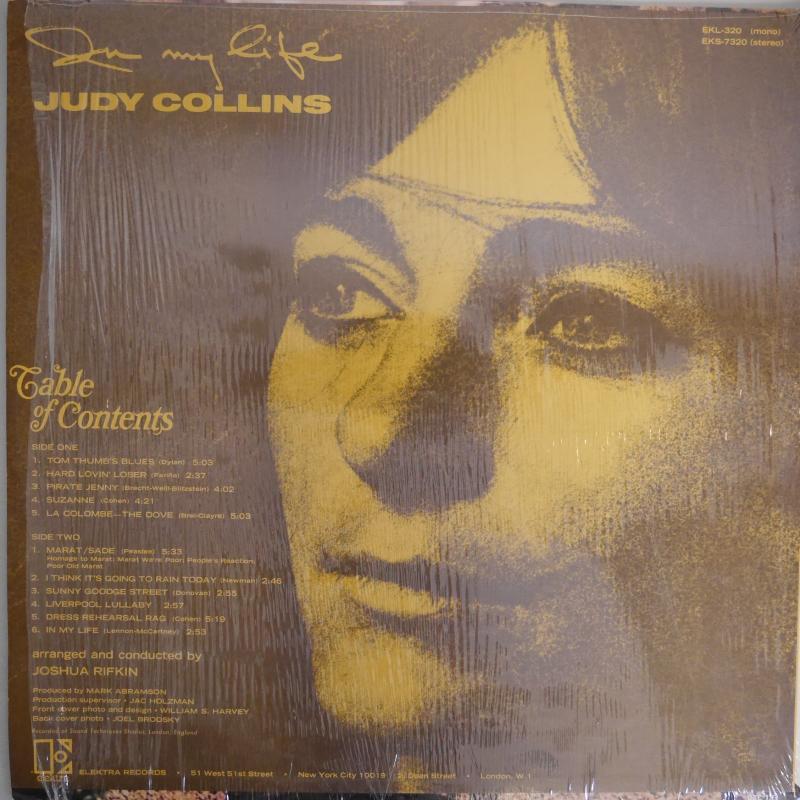 In my life
JUDY COLLINS
EKL-320 (mono)
EKS-7320 (stereo)
Table
of Contents
SIDE ONE
1. TOM THUMB'S BLUES (Dylan) 5:03
2. HARD LOVIN' LOSER (Fariña) 2:37
3. PIRATE JENNY (Brecht-Weill-Blitzstein) 4:02
4. SUZANNE (Cohen) 4:21
5. LA COLOMBE—THE DOVE (Brel-Clayre) 5:03
SIDE TWO
1. MARAT/SADE (Peaslee) 5:33
Homage to Marat; Marat We're Poor; People's Reaction;
Poor Old Marat
2. I THINK IT'S GOING TO RAIN TODAY (Newman) 2:46
3. SUNNY GOODGE STREET (Donovan) 2:55
4. LIVERPOOL LULLABY 2:57
5. DRESS REHEARSAL RAG (Cohen) 5:19
6. IN MY LIFE (Lennon-McCartney) 2:53
arranged and conducted by
JOSHUA RIFKIN
Produced by MARK ABRAMSON
Production supervisor • JAC HOLZMAN
Front cover photo and design • WILLIAM S. HARVEY
Back cover photo • JOEL BRODSKY
Recorded at Sound Techniques Studios, London, England
ELEKTRA RECORDS • 51 West 51st Street • New York City 10019 2, Dean Street • London, W.1